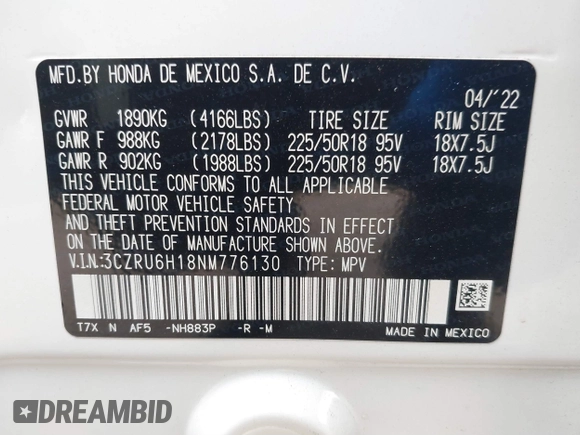 MFD. BY HONDA DE MEXICO S.A. DE C.V.
04/'22
GVWR 1890KG (4166LBS) TIRE SIZE RIM SIZE
GAWR F 988KG (2178LBS) 225/50R18 95V 18X7.5J
GAWR R 902KG (1988LBS) 225/50R18 95V 18X7.5J
THIS VEHICLE CONFORMS TO ALL APPLICABLE
FEDERAL MOTOR VEHICLE SAFETY
AND THEFT PREVENTION STANDARDS IN EFFECT
ON THE DATE OF MANUFACTURE SHOWN ABOVE.
V.I.N.:3CZRU6H18NM776130 TYPE: MPV
T7X N AF5 -NH883P -R -M
MADE IN MEXICO
DREAMBID